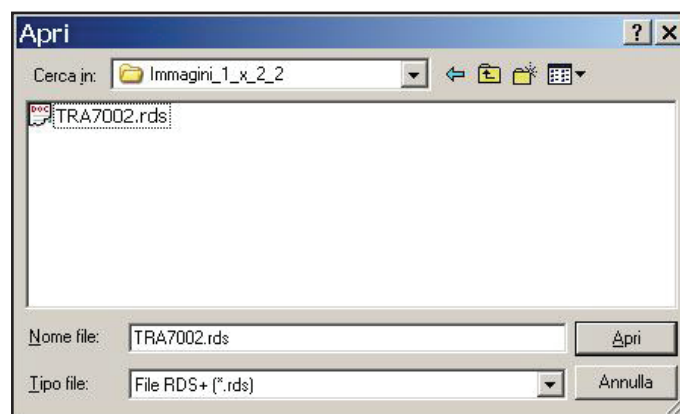 Apri
Cerca in: Immagini_1_x_2_2
DOC TRA7002.rds
Nome file: TRA7002.rds Apri
Tipo file: File RDS+ (*.rds) Annulla